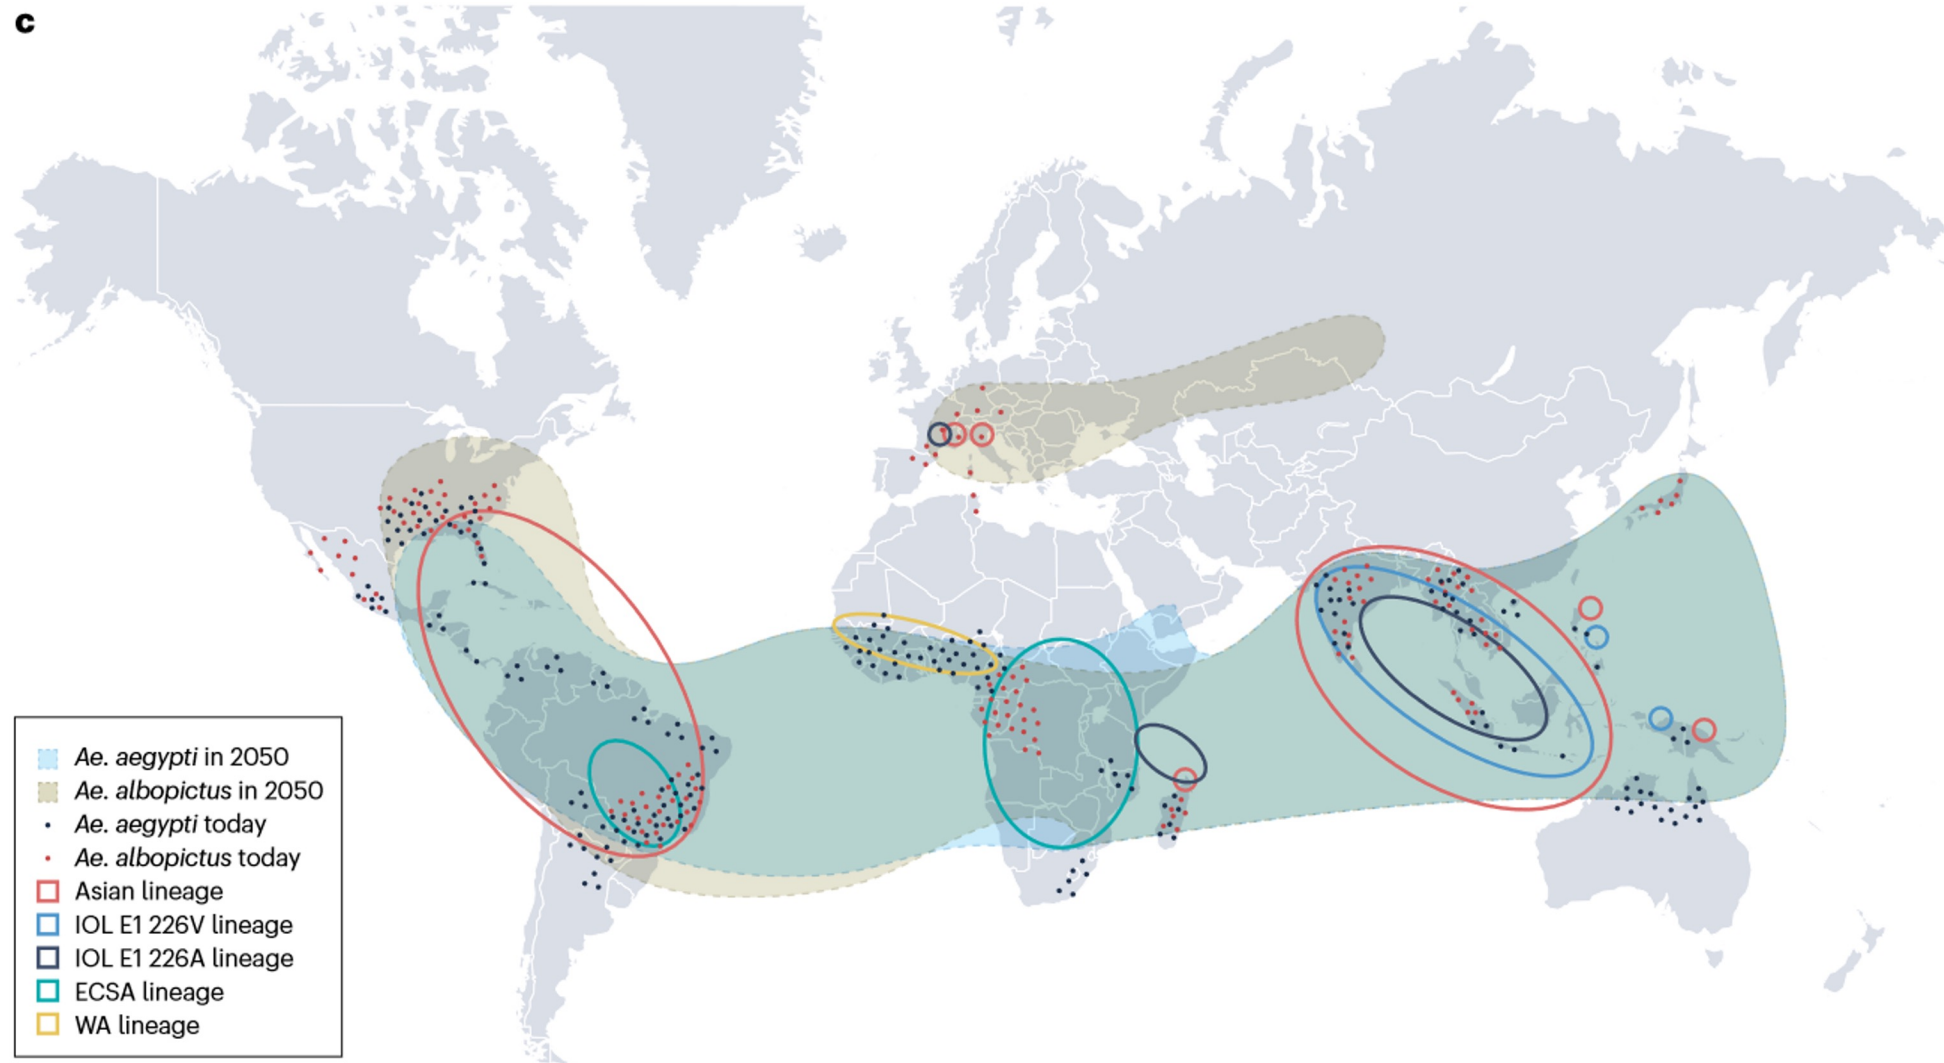 c
Ae. aegypti in 2050
Ae. albopictus in 2050
Ae. aegypti today
Ae. albopictus today
Asian lineage
IOL E1 226V lineage
IOL E1 226A lineage
ECSA lineage
WA lineage